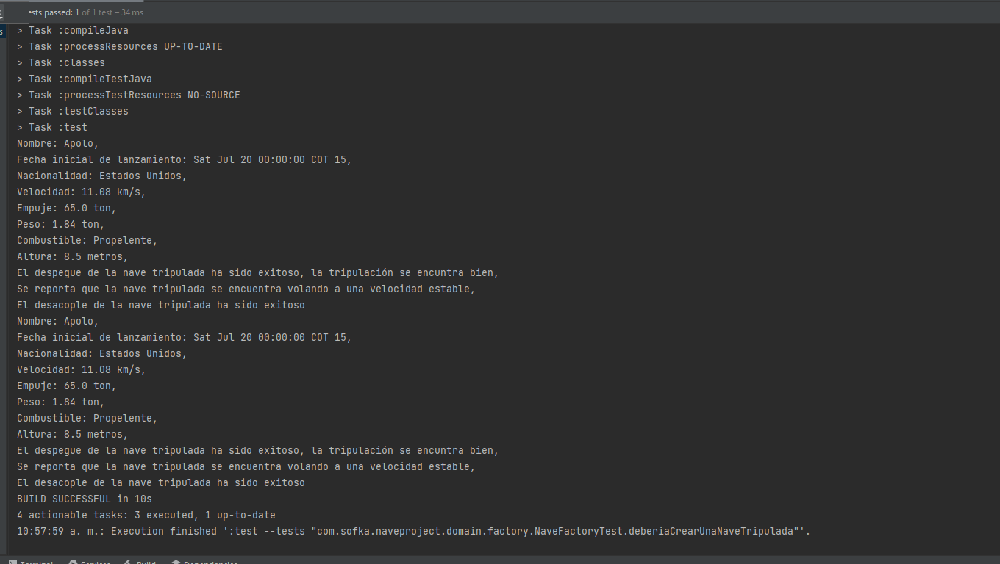 ests passed: 1 of 1 test – 34 ms
> Task :compileJava
> Task :processResources UP-TO-DATE
> Task :classes
> Task :compileTestJava
> Task :processTestResources NO-SOURCE
> Task :testClasses
> Task :test
Nombre: Apolo,
Fecha inicial de lanzamiento: Sat Jul 20 00:00:00 COT 15,
Nacionalidad: Estados Unidos,
Velocidad: 11.08 km/s,
Empuje: 65.0 ton,
Peso: 1.84 ton,
Combustible: Propelente,
Altura: 8.5 metros,
El despegue de la nave tripulada ha sido exitoso, la tripulación se encuntra bien,
Se reporta que la nave tripulada se encuentra volando a una velocidad estable,
El desacople de la nave tripulada ha sido exitoso
Nombre: Apolo,
Fecha inicial de lanzamiento: Sat Jul 20 00:00:00 COT 15,
Nacionalidad: Estados Unidos,
Velocidad: 11.08 km/s,
Empuje: 65.0 ton,
Peso: 1.84 ton,
Combustible: Propelente,
Altura: 8.5 metros,
El despegue de la nave tripulada ha sido exitoso, la tripulación se encuntra bien,
Se reporta que la nave tripulada se encuentra volando a una velocidad estable,
El desacople de la nave tripulada ha sido exitoso
BUILD SUCCESSFUL in 10s
4 actionable tasks: 3 executed, 1 up-to-date
10:57:59 a. m.: Execution finished ':test --tests "com.sofka.naveproject.domain.factory.NaveFactoryTest.deberiaCrearUnaNaveTripulada"'.
Terminal Services Build Dependencies